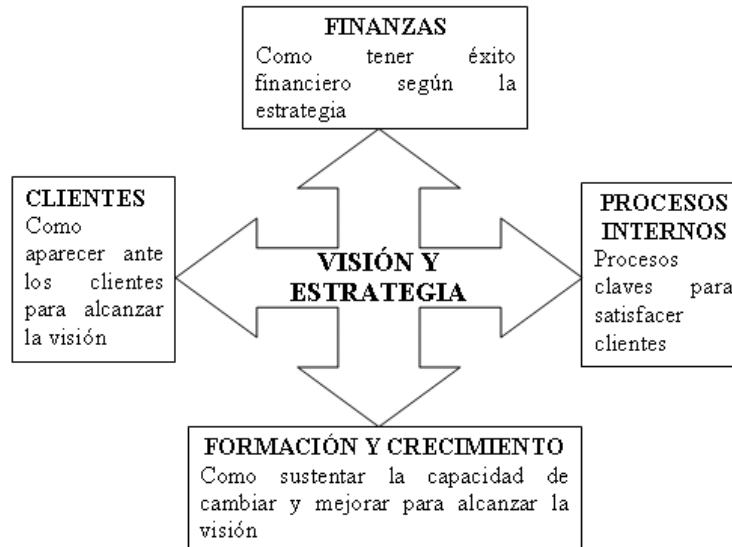 FINANZAS
Como tener éxito
financiero según la
estrategia
CLIENTES
Como
aparecer ante
los clientes
para alcanzar
la visión
VISIÓN Y
ESTRATEGIA
PROCESOS
INTERNOS
Procesos
claves para
satisfacer
clientes
FORMACIÓN Y CRECIMIENTO
Como sustentar la capacidad de
cambiar y mejorar para alcanzar la
visión